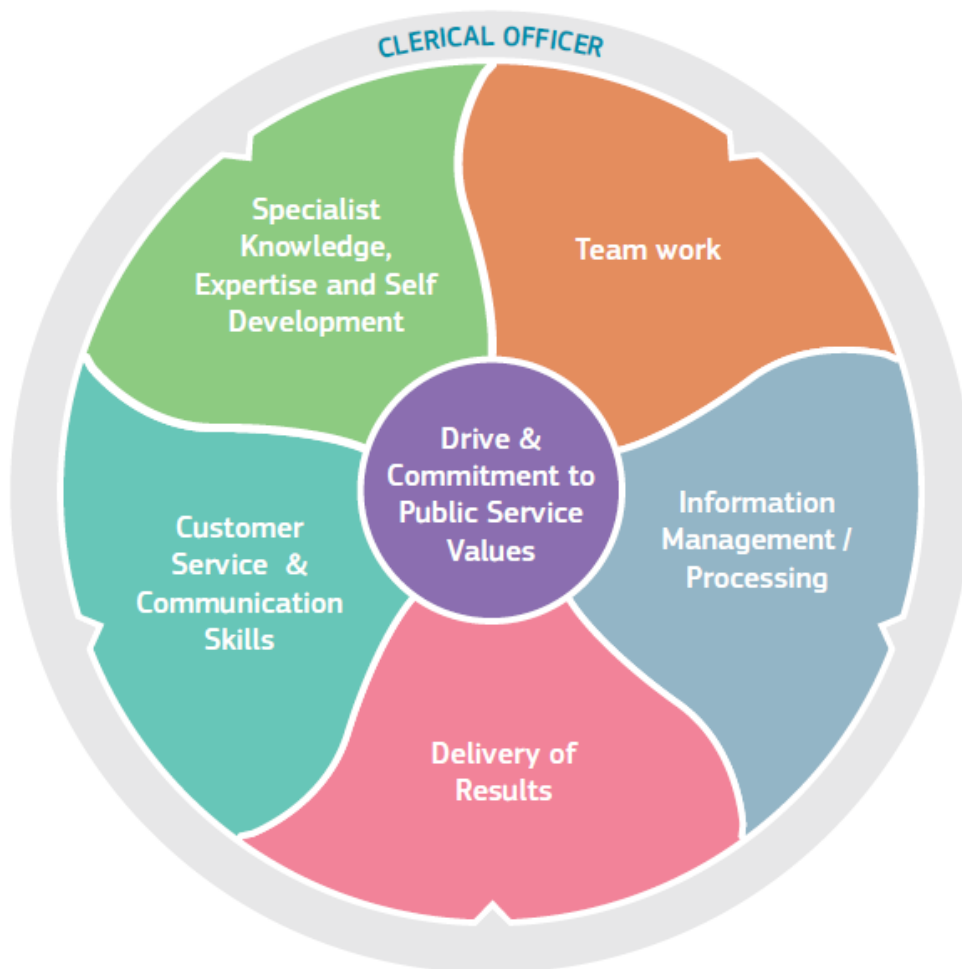 CLERICAL OFFICER
Specialist
Knowledge,
Expertise and Self
Development
Team work
Drive &
Commitment to
Public Service
Values
Information
Management /
Processing
Customer
Service &
Communication
Skills
Delivery of
Results